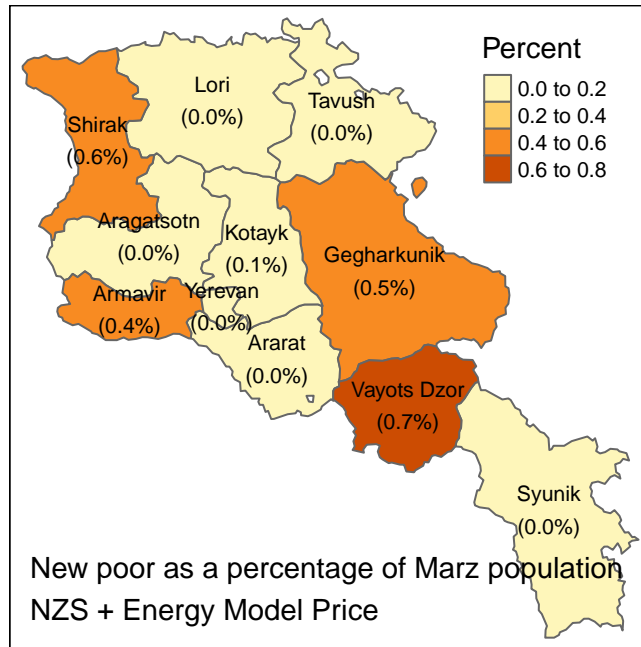 Percent
0.0 to 0.2
0.2 to 0.4
0.4 to 0.6
0.6 to 0.8
Lori
(0.0%)
Tavush
(0.0%)
Shirak
(0.6%)
Aragatsotn
(0.0%)
Kotayk
(0.1%)
Gegharkunik
(0.5%)
Armavir
(0.4%)
Yerevan
(0.0%)
Ararat
(0.0%)
Vayots Dzor
(0.7%)
Syunik
(0.0%)
New poor as a percentage of Marz population
NZS + Energy Model Price